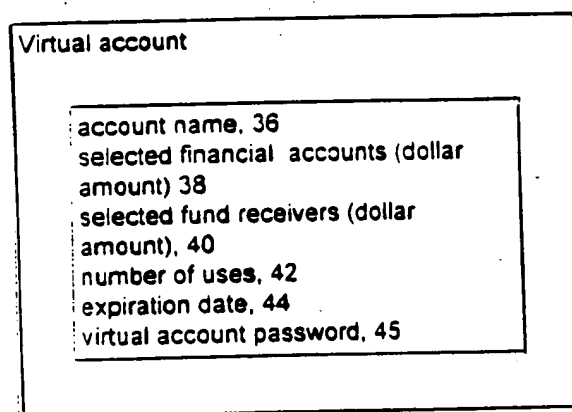 Virtual account
account name, 36
selected financial accounts (dollar
amount) 38
selected fund receivers (dollar
amount), 40
number of uses, 42
expiration date, 44
virtual account password, 45